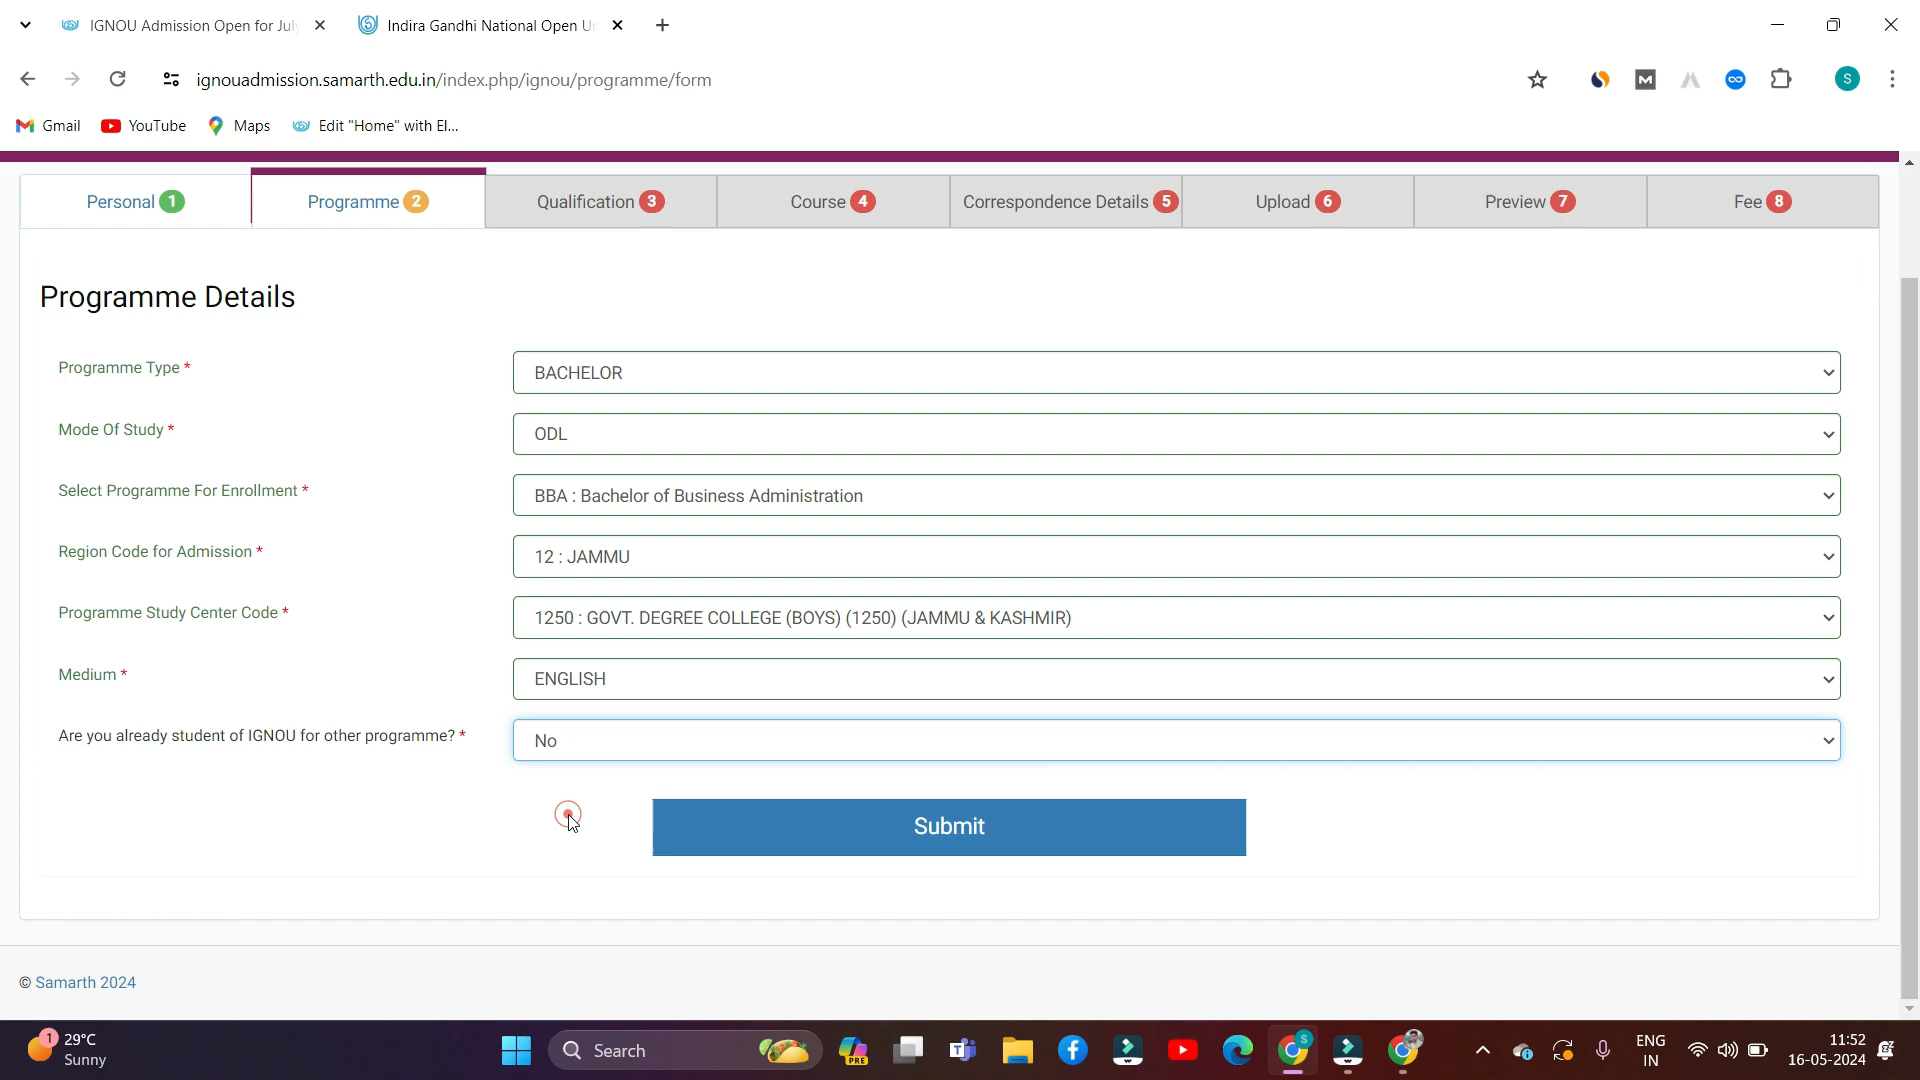 IGNOU Admission Open for Jul
Indira Gandhi National Open Un
ignouadmission.samarth.edu.in/index.php/ignou/programme/form
M
S
Gmail
YouTube
Maps
Edit "Home" with El...
Personal 1
Programme 2
Qualification 3
Course 4
Correspondence Details 5
Upload 6
Preview 7
Fee 8
Programme Details
Programme Type *
BACHELOR
Mode Of Study *
ODL
Select Programme For Enrollment *
BBA : Bachelor of Business Administration
Region Code for Admission *
12 : JAMMU
Programme Study Center Code *
1250 : GOVT. DEGREE COLLEGE (BOYS) (1250) (JAMMU & KASHMIR)
Medium *
ENGLISH
Are you already student of IGNOU for other programme? *
No
Submit
© Samarth 2024
1
29°C
Sunny
Search
PRE
S
ENG
IN
11:52
16-05-2024